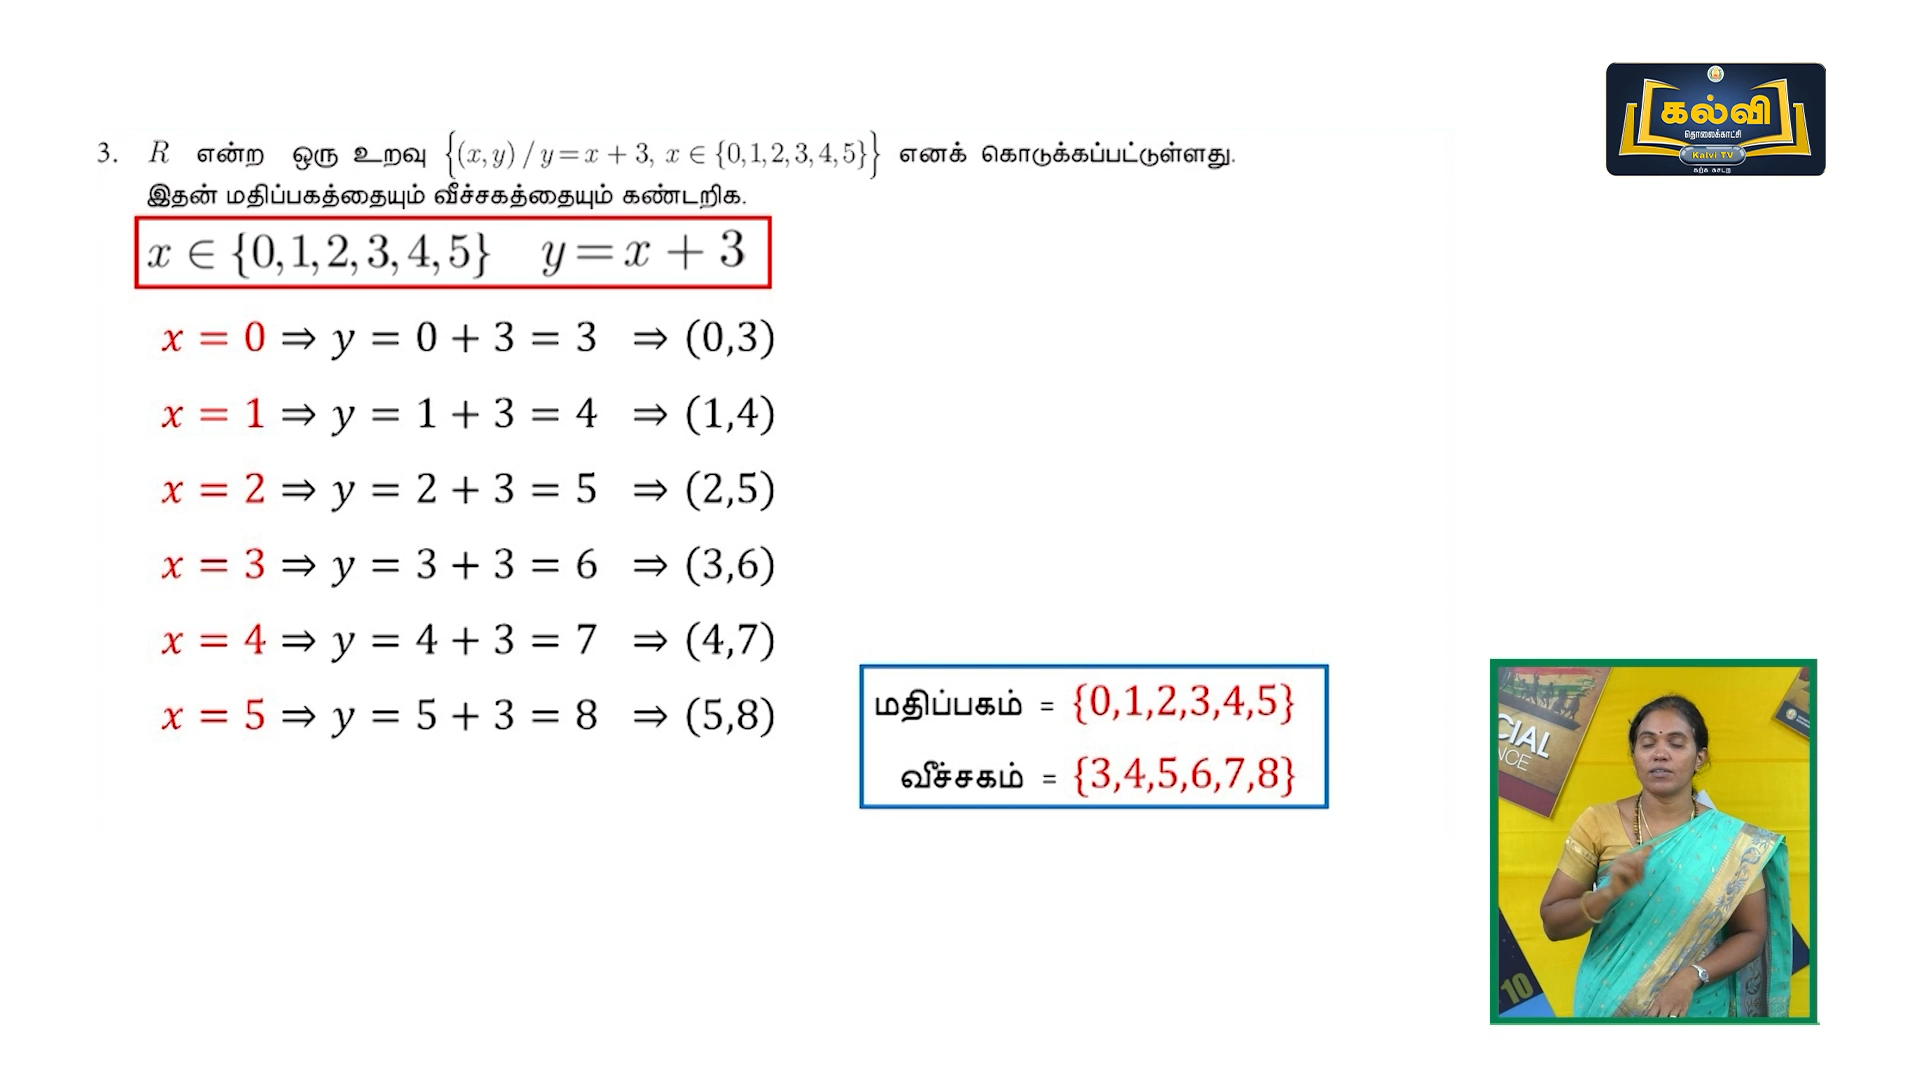 கல்வி
தொலைக்காட்சி
Kalvi TV
கற்க கசடற
3. R என்ற ஒரு உறவு {(x, y) / y = x + 3, x ∈ {0, 1, 2, 3, 4, 5}} எனக் கொடுக்கப்பட்டுள்ளது.
இதன் மதிப்பகத்தையும் வீச்சகத்தையும் கண்டறிக.
x ∈ {0, 1, 2, 3, 4, 5} y = x + 3
x = 0 ⇒ y = 0 + 3 = 3 ⇒ (0,3)
x = 1 ⇒ y = 1 + 3 = 4 ⇒ (1,4)
x = 2 ⇒ y = 2 + 3 = 5 ⇒ (2,5)
x = 3 ⇒ y = 3 + 3 = 6 ⇒ (3,6)
x = 4 ⇒ y = 4 + 3 = 7 ⇒ (4,7)
x = 5 ⇒ y = 5 + 3 = 8 ⇒ (5,8)
மதிப்பகம் = {0,1,2,3,4,5}
வீச்சகம் = {3,4,5,6,7,8}
CIAL
NCE
10